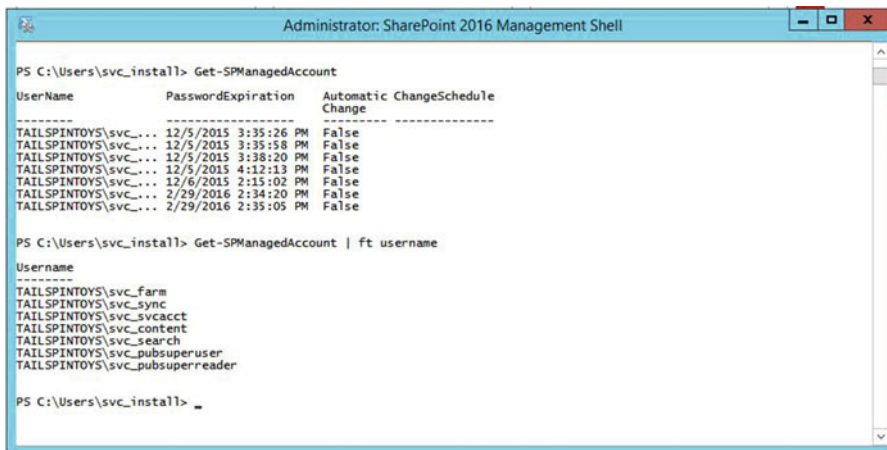 Administrator: SharePoint 2016 Management Shell
PS C:\Users\svc_install> Get-SPManagedAccount
UserName PasswordExpiration Automatic ChangeSchedule
Change
-------- ------------------ --------- --------------
TAILSPINTOYS\svc_... 12/5/2015 3:35:26 PM False
TAILSPINTOYS\svc_... 12/5/2015 3:35:58 PM False
TAILSPINTOYS\svc_... 12/5/2015 3:38:20 PM False
TAILSPINTOYS\svc_... 12/5/2015 4:12:13 PM False
TAILSPINTOYS\svc_... 12/6/2015 2:15:02 PM False
TAILSPINTOYS\svc_... 2/29/2016 2:34:20 PM False
TAILSPINTOYS\svc_... 2/29/2016 2:35:05 PM False
PS C:\Users\svc_install> Get-SPManagedAccount | ft username
Username
--------
TAILSPINTOYS\svc_farm
TAILSPINTOYS\svc_sync
TAILSPINTOYS\svc_svcacct
TAILSPINTOYS\svc_content
TAILSPINTOYS\svc_search
TAILSPINTOYS\svc_pubsuperuser
TAILSPINTOYS\svc_pubsuperreader
PS C:\Users\svc_install> _